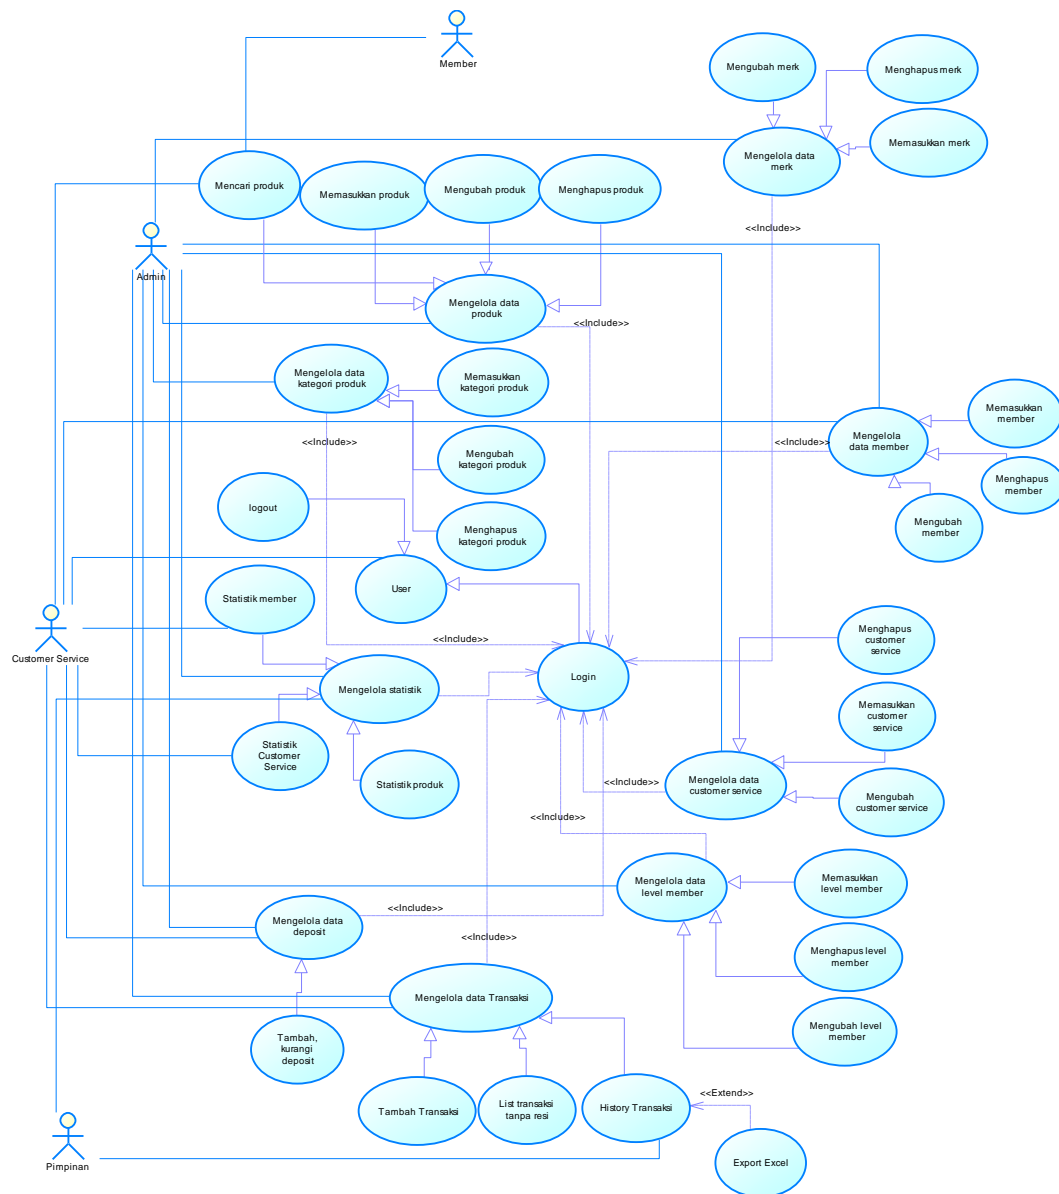 Member
Mengubah merk
Menghapus merk
Memasukkan merk
Mengelola data
merk
Mencari produk
Memasukkan produk
Mengubah produk
Menghapus produk
<<Include>>
Admin
Mengelola data
produk
<<Include>>
Mengelola data
kategori produk
Memasukkan
kategori produk
<<Include>>
Mengubah
kategori produk
Menghapus
kategori produk
<<Include>>
Mengelola
data member
Memasukkan
member
Menghapus
member
Mengubah
member
logout
User
Statistik member
Customer Service
<<Include>>
Login
Mengelola statistik
Statistik
Customer
Service
Statistik produk
Menghapus
customer
service
Memasukkan
customer
service
Mengubah
customer service
<<Include>>
Mengelola data
customer service
<<Include>>
Mengelola data
level member
Memasukkan
level member
Menghapus level
member
Mengubah level
member
Mengelola data
deposit
<<Include>>
<<Include>>
Mengelola data Transaksi
Tambah,
kurangi
deposit
Tambah Transaksi
List transaksi
tanpa resi
History Transaksi
<<Extend>>
Export Excel
Pimpinan